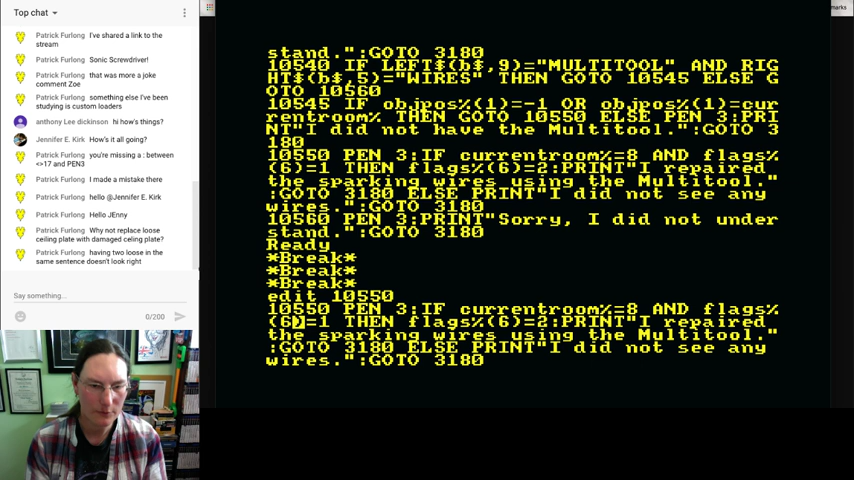 Top chat
Patrick Furlong I've shared a link to the
stream
Patrick Furlong Sonic Screwdriver!
Patrick Furlong that was more a joke
comment Zoe
Patrick Furlong something else I've been
studying is custom loaders
anthony Lee dickinson hi how's things?
Jennifer E. Kirk How's it all going?
Patrick Furlong you're missing a : between
<>17 and PEN3
Patrick Furlong I made a mistake there
Patrick Furlong hello @Jennifer E. Kirk
Patrick Furlong Hello JEnny
Patrick Furlong Why not replace loose
ceiling plate with damaged celing plate?
Patrick Furlong having two loose in the
same sentence doesn't look right
Say something...
0/200
marks
stand.":GOTO 3180
10540 IF LEFT$(b$,9)="MULTITOOL" AND RIG
HT$(b$,5)="WIRES" THEN GOTO 10545 ELSE G
OTO 10560
10545 IF objpos%(1)=-1 OR objpos%(1)=cur
rentroom% THEN GOTO 10550 ELSE PEN 3:PRI
NT"I did not have the Multitool.":GOTO 3
180
10550 PEN 3:IF currentroom%=8 AND flags%
(6)=1 THEN flags%(6)=2:PRINT"I repaired
the sparking wires using the Multitool."
:GOTO 3180 ELSE PRINT"I did not see any
wires.":GOTO 3180
10560 PEN 3:PRINT"Sorry, I did not under
stand.":GOTO 3180
Ready
*Break*
*Break*
*Break*
edit 10550
10550 PEN 3:IF currentroom%=8 AND flags%
(6)=1 THEN flags%(6)=2:PRINT"I repaired
the sparking wires using the Multitool."
:GOTO 3180 ELSE PRINT"I did not see any
wires.":GOTO 3180